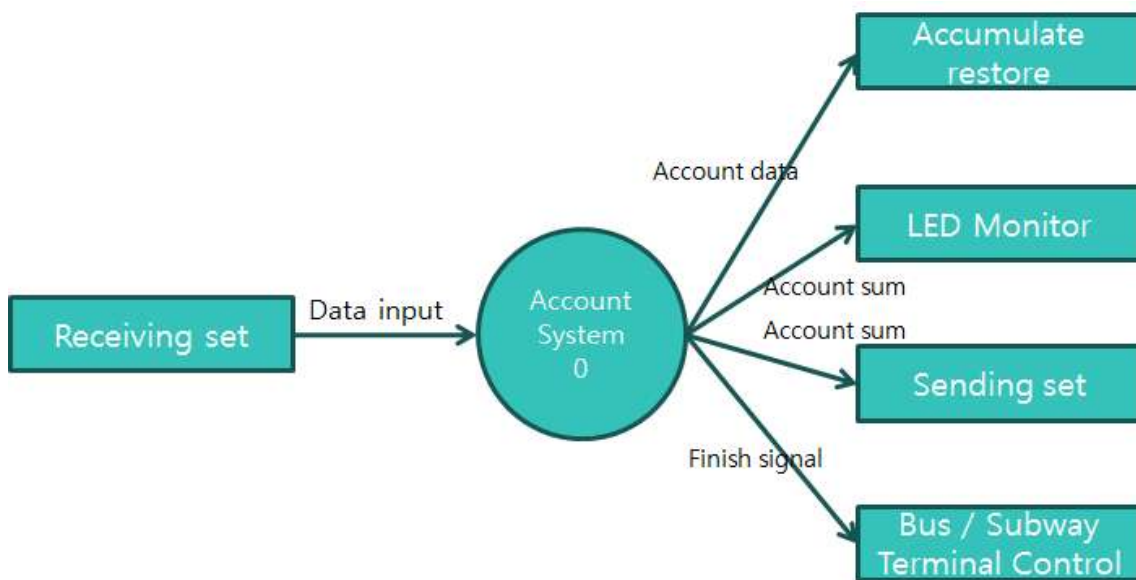 Accumulate
restore
Account data
LED Monitor
Account sum
Receiving set
Data input
Account
System
0
Account sum
Sending set
Finish signal
Bus / Subway
Terminal Control